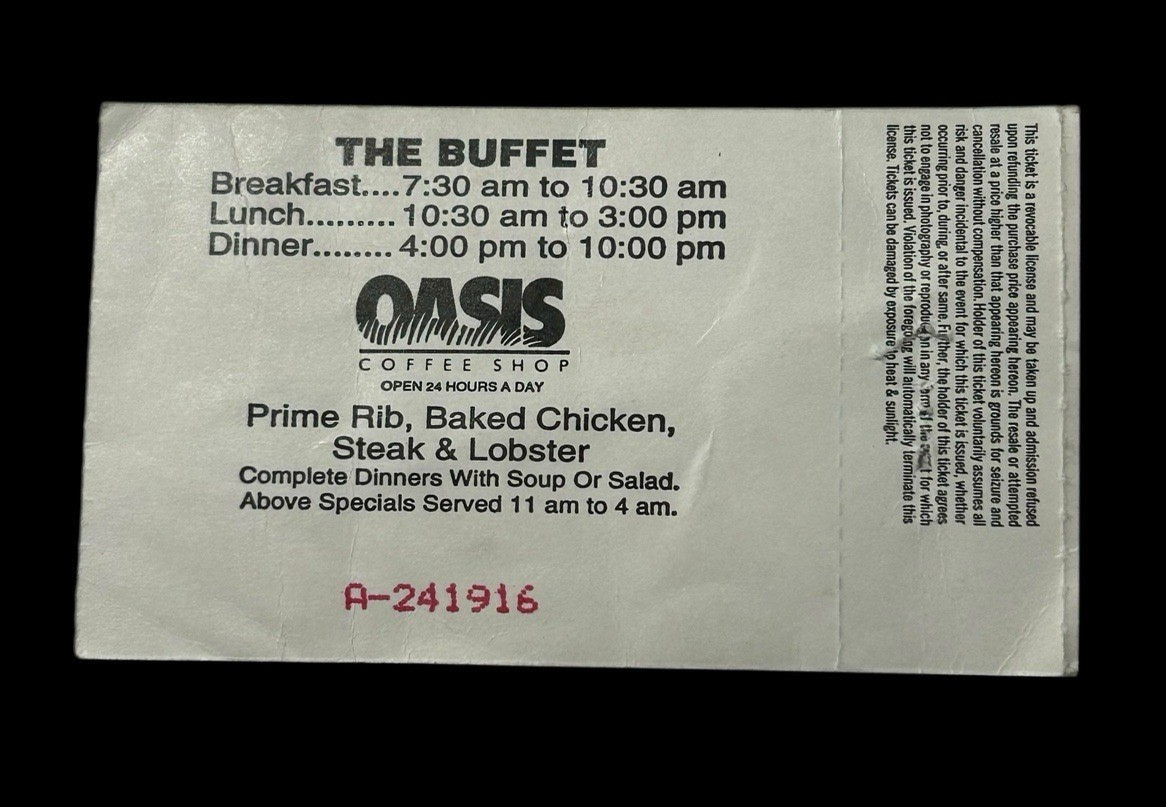 THE BUFFET
Breakfast....7:30 am to 10:30 am
Lunch.........10:30 am to 3:00 pm
Dinner........4:00 pm to 10:00 pm
OASIS
COFFEE SHOP
OPEN 24 HOURS A DAY
Prime Rib, Baked Chicken,
Steak & Lobster
Complete Dinners With Soup Or Salad.
Above Specials Served 11 am to 4 am.
A-241916
This ticket is a revocable license and may be taken up and admission refused
upon refunding the purchase price appearing hereon. The resale or attempted
resale at a price higher than that appearing hereon is grounds for seizure and
cancellation without compensation. Holder of this ticket voluntarily assumes all
risk and danger incidental to the event for which this ticket is issued, whether
occurring prior to, during, or after same. Further, the holder of this ticket agrees
not to engage in photography or in any of the for which
this ticket is issued. Violation of the foregoing will automatically terminate this
license. Tickets can be damaged by exposure to heat & sunlight.